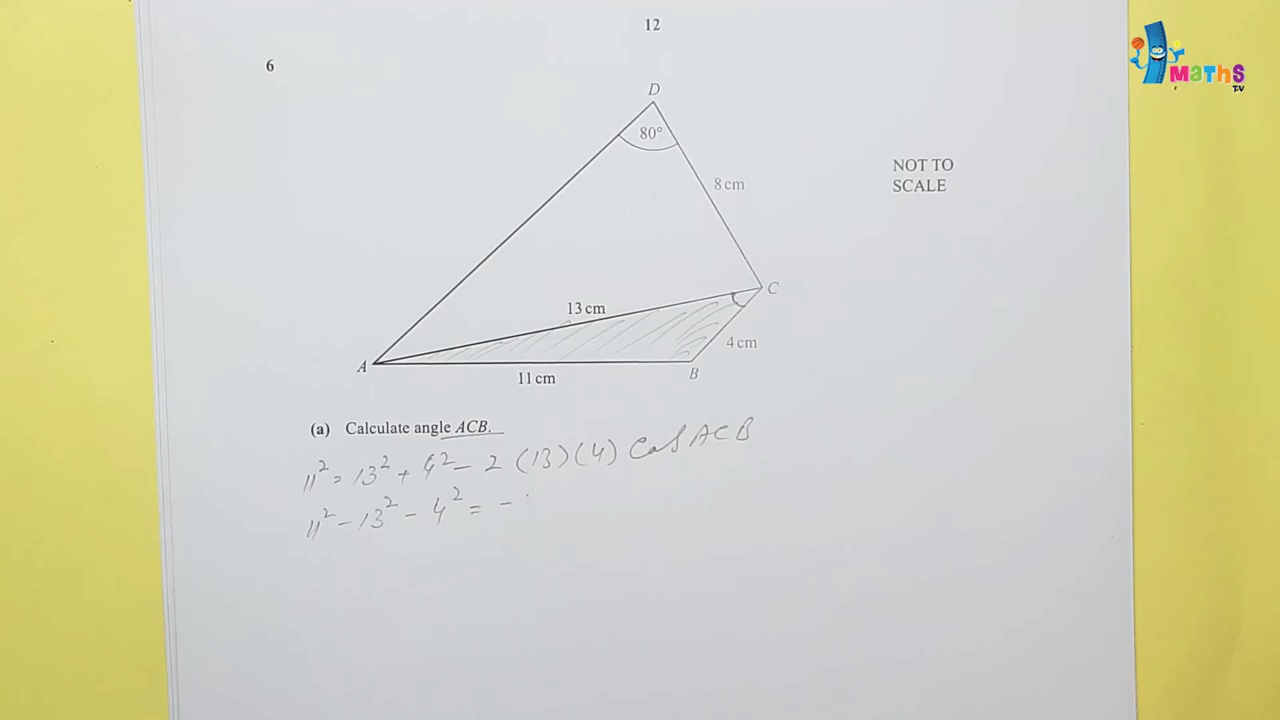 12
MATHS
TV
6
D
80°
NOT TO
SCALE
8 cm
C
13 cm
4 cm
A
11 cm
B
(a) Calculate angle ACB.
11² = 13² + 4² - 2 (13)(4) Cos ACB
11² - 13² - 4² = -